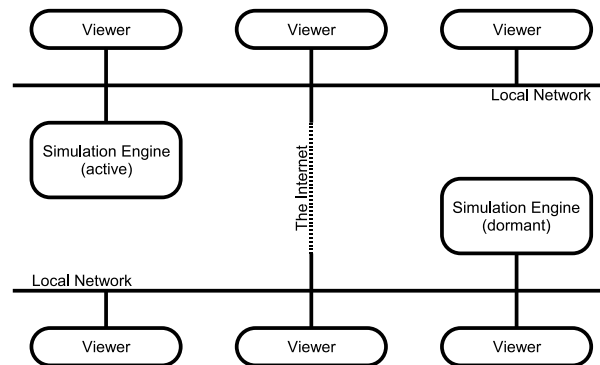 Viewer
Viewer
Viewer
Local Network
Simulation Engine
(active)
The Internet
Simulation Engine
(dormant)
Local Network
Viewer
Viewer
Viewer